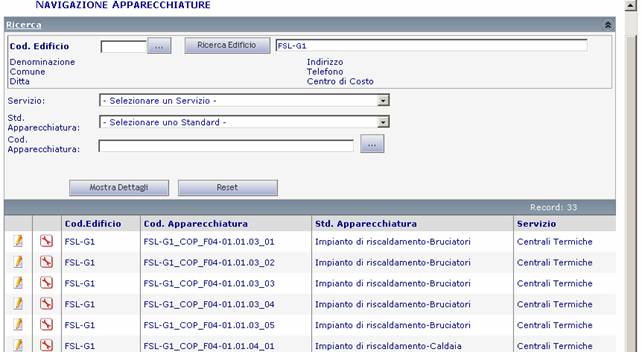 NAVIGAZIONE APPARECCHIATURE
Ricerca
Cod. Edificio ... Ricerca Edificio FSL-G1
Denominazione Indirizzo
Comune Telefono
Ditta Centro di Costo
Servizio: - Selezionare un Servizio -
Std. Apparecchiatura: - Selezionare uno Standard -
Cod. Apparecchiatura: ...
Mostra Dettagli Reset
Record: 33
Cod.Edificio Cod. Apparecchiatura Std. Apparecchiatura Servizio
FSL-G1 FSL-G1_COP_F04-01.01.03_01 Impianto di riscaldamento-Bruciatori Centrali Termiche
FSL-G1 FSL-G1_COP_F04-01.01.03_02 Impianto di riscaldamento-Bruciatori Centrali Termiche
FSL-G1 FSL-G1_COP_F04-01.01.03_03 Impianto di riscaldamento-Bruciatori Centrali Termiche
FSL-G1 FSL-G1_COP_F04-01.01.03_04 Impianto di riscaldamento-Bruciatori Centrali Termiche
FSL-G1 FSL-G1_COP_F04-01.01.03_05 Impianto di riscaldamento-Bruciatori Centrali Termiche
FSL-G1 FSL-G1_COP_F04-01.01.04_01 Impianto di riscaldamento-Caldaia Centrali Termiche